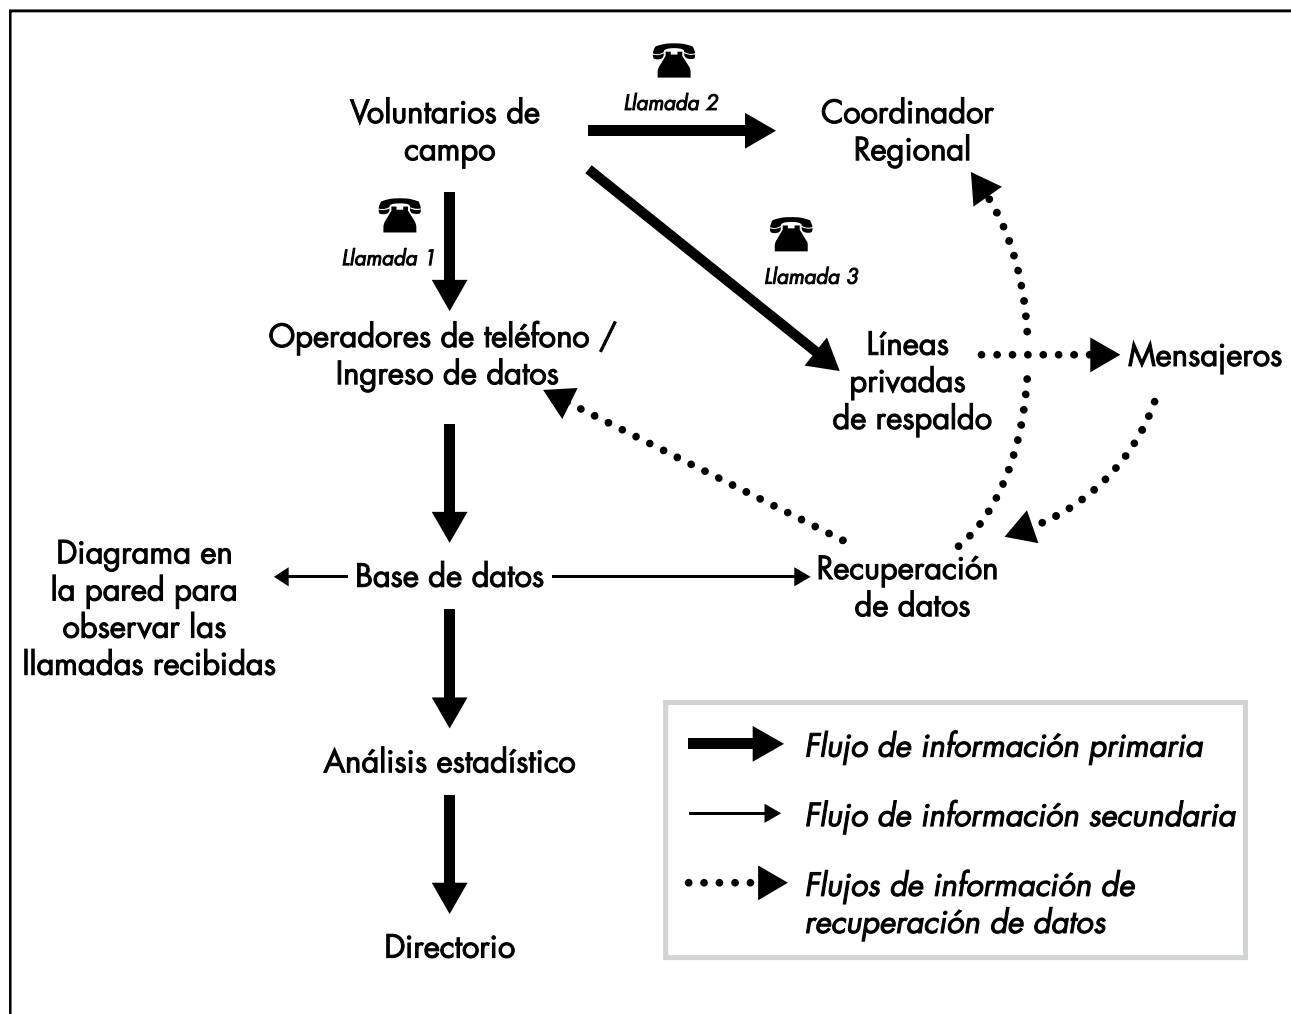 Llamada 2
Voluntarios de
campo
Coordinador
Regional
Llamada 1
Llamada 3
Operadores de teléfono /
Ingreso de datos
Líneas
privadas
de respaldo
Mensajeros
Diagrama en
la pared para
observar las
llamadas recibidas
Base de datos
Recuperación
de datos
Análisis estadístico
Directorio
Flujo de información primaria
Flujo de información secundaria
Flujos de información de
recuperación de datos